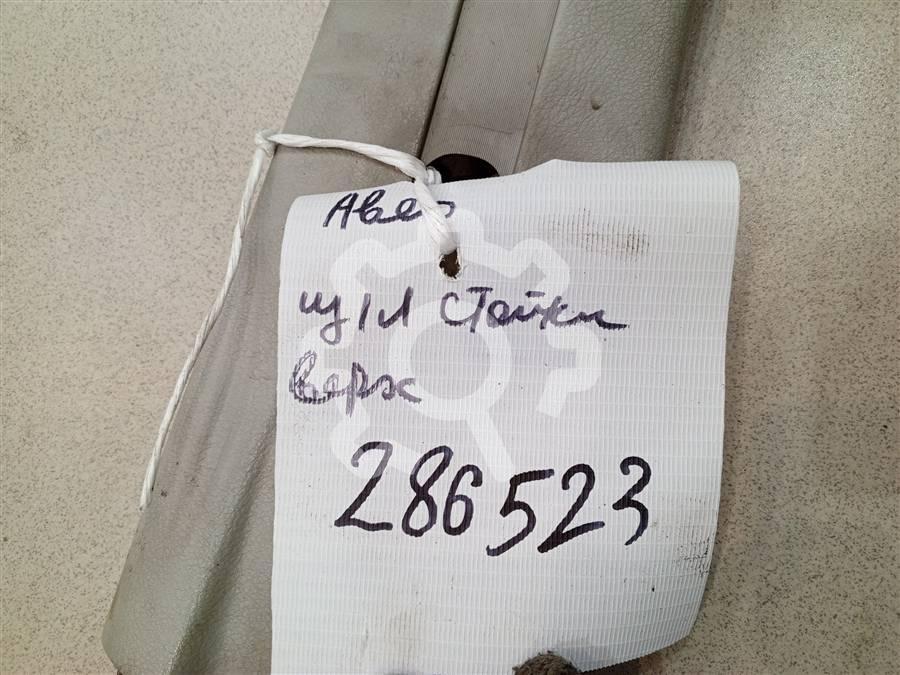 Авео
ц/л стойки
верх
286523